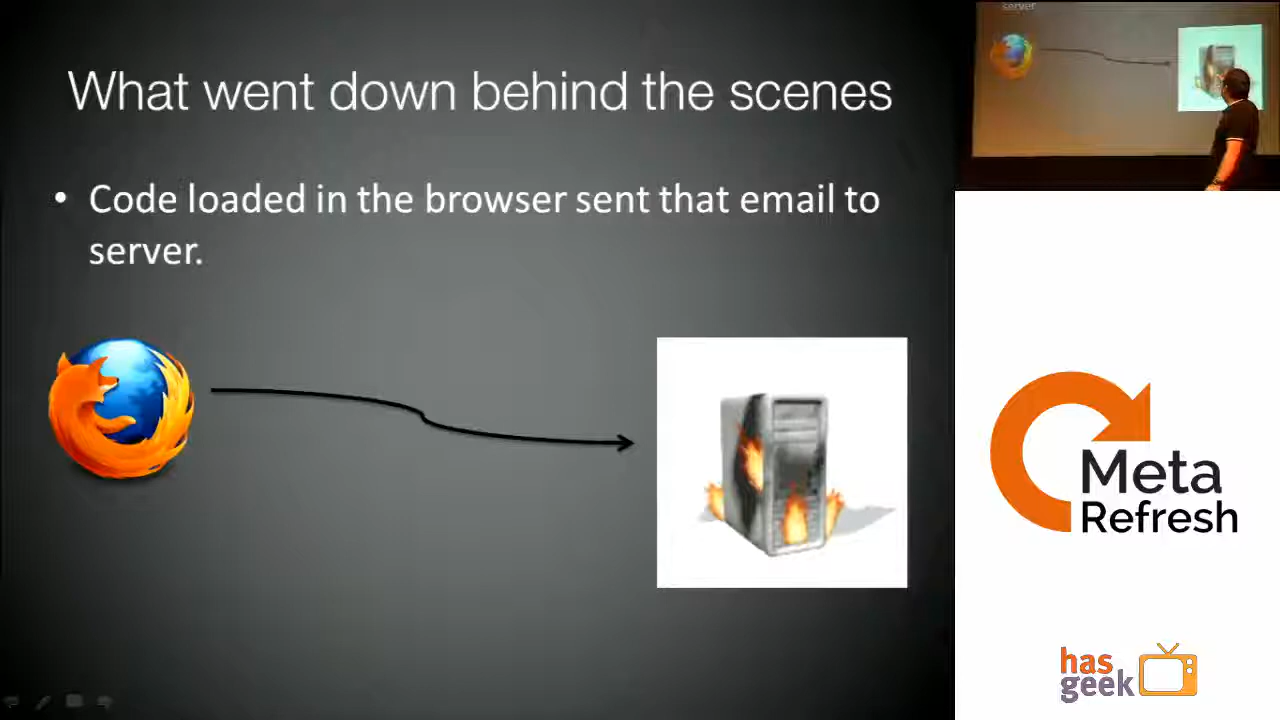 What went down behind the scenes
• Code loaded in the browser sent that email to
server.
server
Meta
Refresh
has
geek